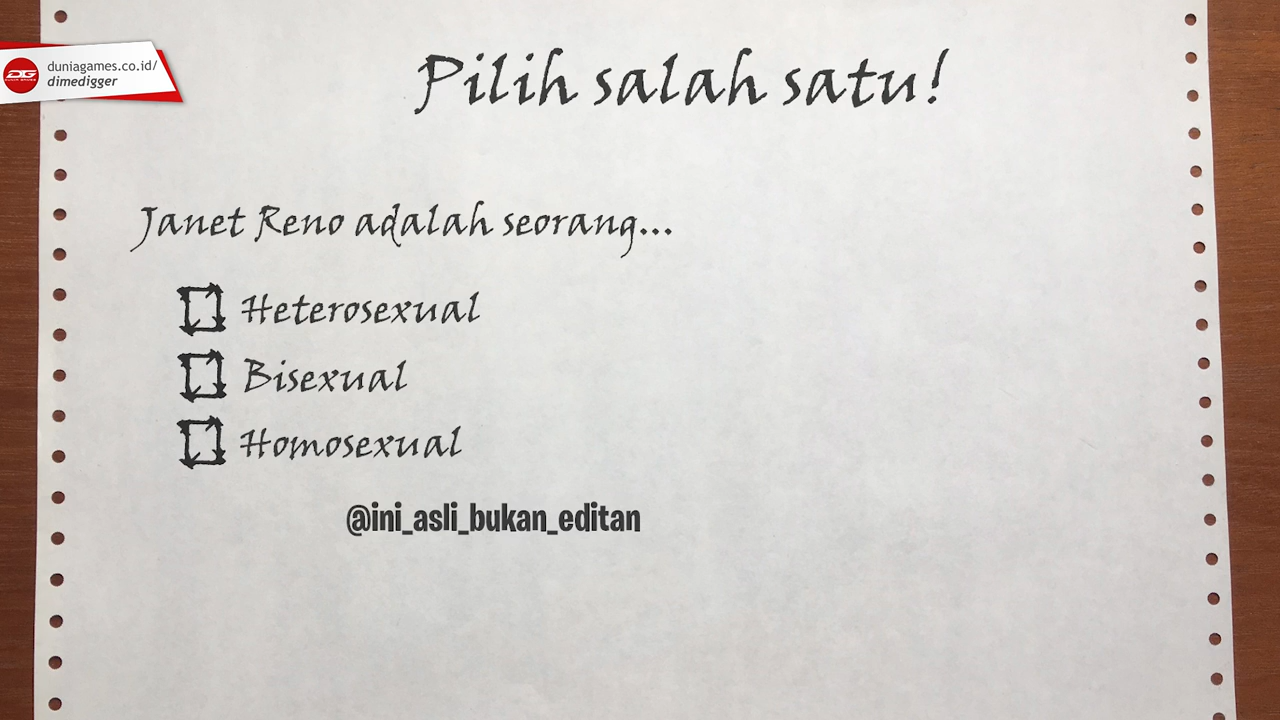 duniagames.co.id/
dimedigger
Pilih salah satu!
Janet Reno adalah seorang...
Heterosexual
Bisexual
Homosexual
@ini_asli_bukan_editan